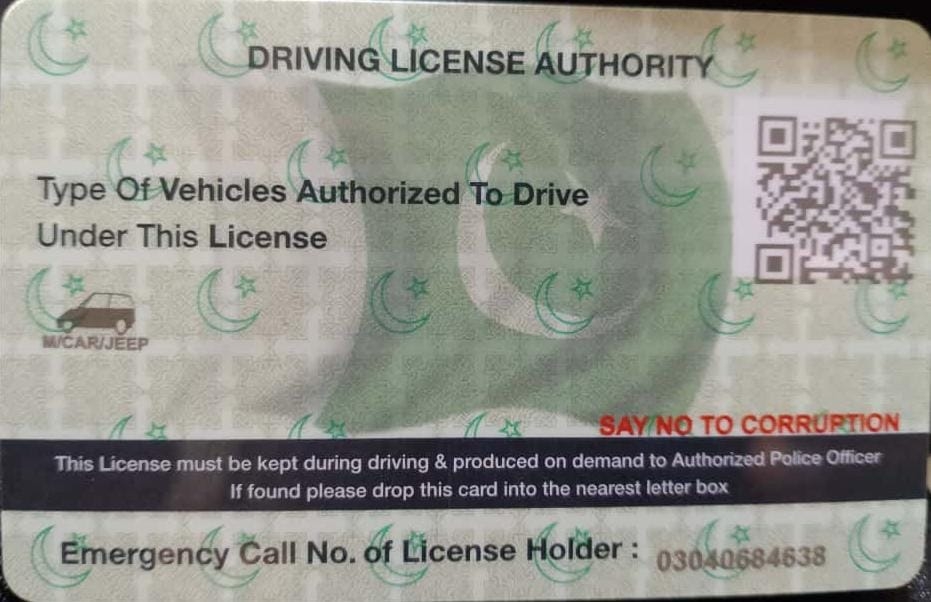 DRIVING LICENSE AUTHORITY
Type Of Vehicles Authorized To Drive
Under This License
M/CAR/JEEP
SAY NO TO CORRUPTION
This License must be kept during driving & produced on demand to Authorized Police Officer
If found please drop this card into the nearest letter box
Emergency Call No. of License Holder : 03040684638